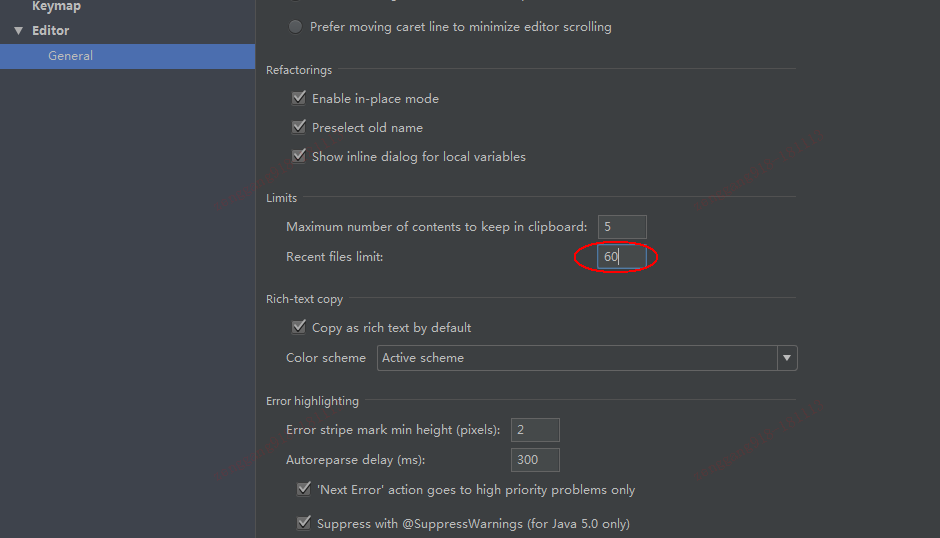 Keymap
Editor
General
Prefer moving caret line to minimize editor scrolling
Refactorings
Enable in-place mode
Preselect old name
Show inline dialog for local variables
Limits
Maximum number of contents to keep in clipboard: 5
Recent files limit: 60
Rich-text copy
Copy as rich text by default
Color scheme Active scheme
Error highlighting
Error stripe mark min height (pixels): 2
Autoreparse delay (ms): 300
'Next Error' action goes to high priority problems only
Suppress with @SuppressWarnings (for Java 5.0 only)